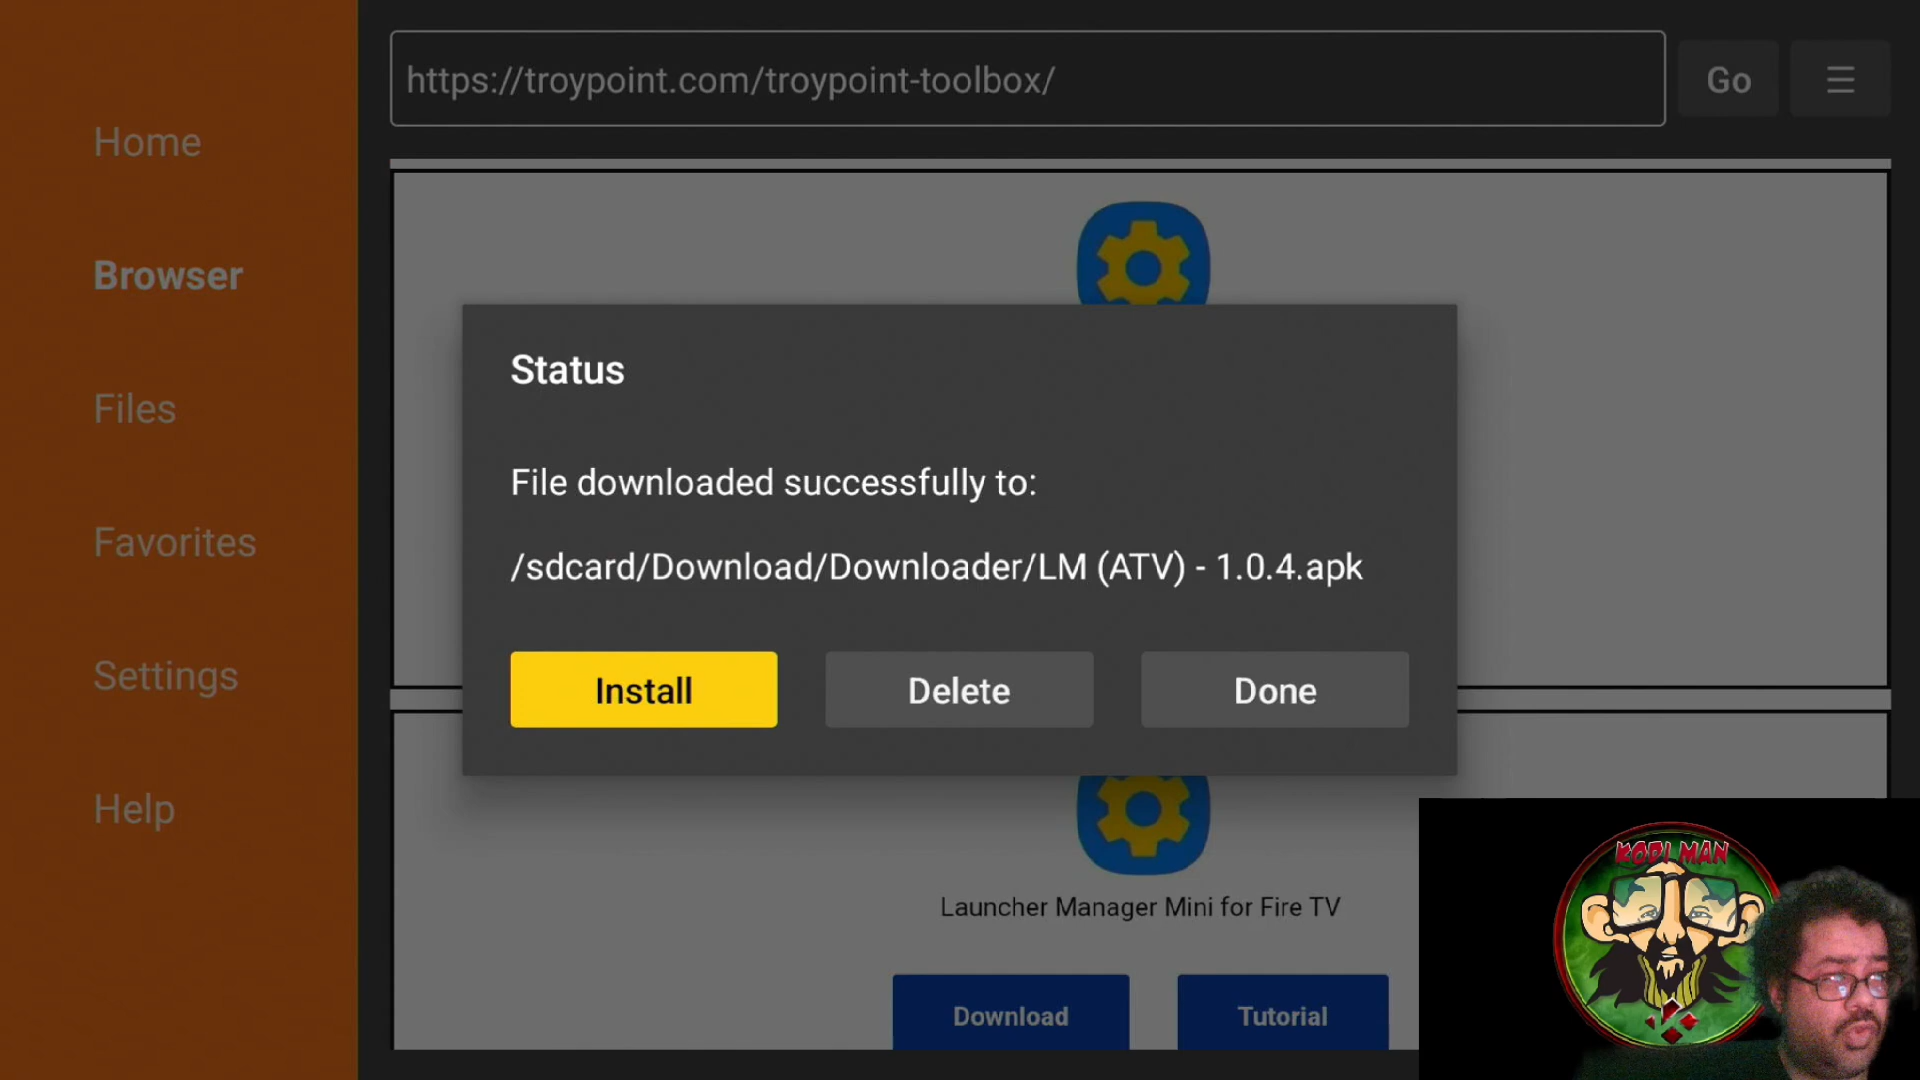 https://troypoint.com/troypoint-toolbox/
Go
Home
Browser
Files
Favorites
Settings
Help
Status
File downloaded successfully to:
/sdcard/Download/Downloader/LM (ATV) - 1.0.4.apk
Install
Delete
Done
Launcher Manager Mini for Fire TV
Download
Tutorial
KODI MAN